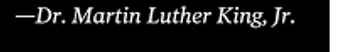 —Dr. Martin Luther King, Jr.